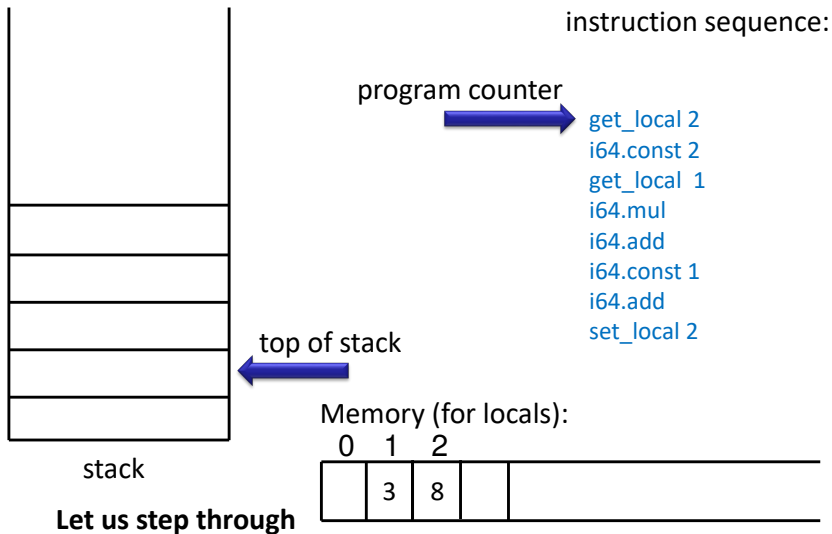 instruction sequence:
program counter
get_local 2
i64.const 2
get_local 1
i64.mul
i64.add
i64.const 1
i64.add
set_local 2
top of stack
Memory (for locals):
0 1 2
3 8
stack
Let us step through